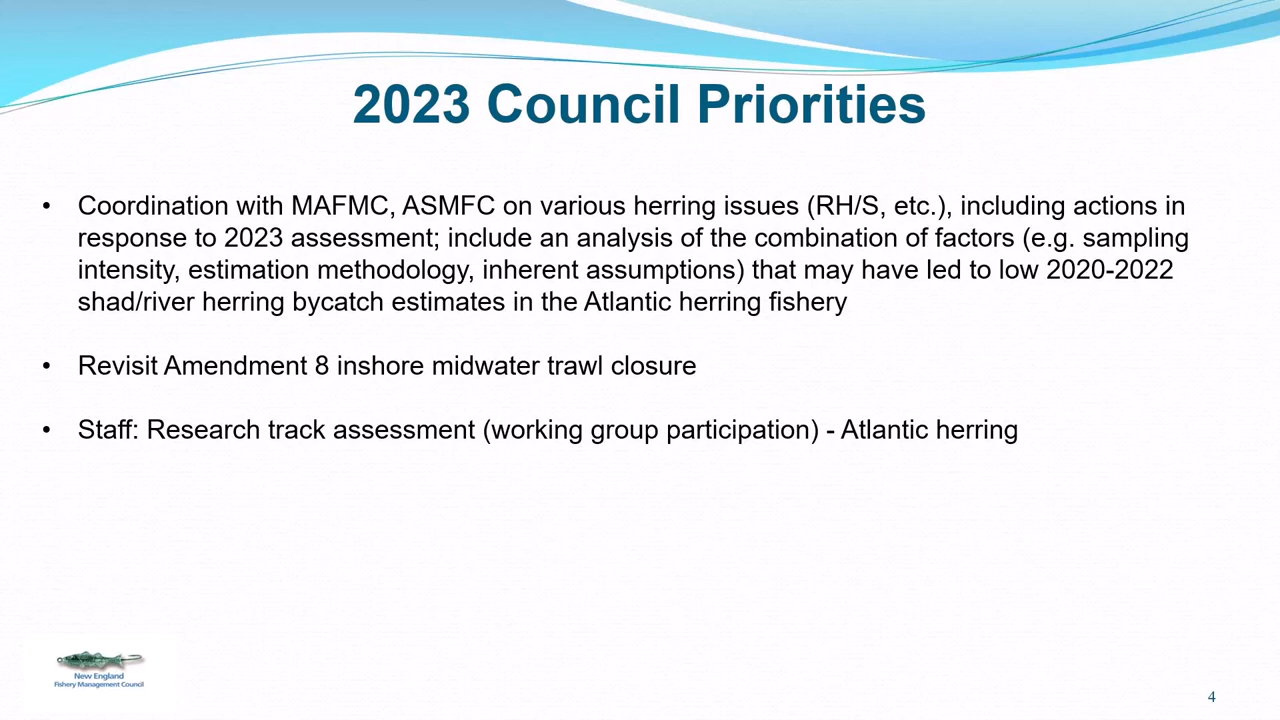 2023 Council Priorities
• Coordination with MAFMC, ASMFC on various herring issues (RH/S, etc.), including actions in
response to 2023 assessment; include an analysis of the combination of factors (e.g. sampling
intensity, estimation methodology, inherent assumptions) that may have led to low 2020-2022
shad/river herring bycatch estimates in the Atlantic herring fishery
• Revisit Amendment 8 inshore midwater trawl closure
• Staff: Research track assessment (working group participation) - Atlantic herring
New England
Fishery Management Council
4